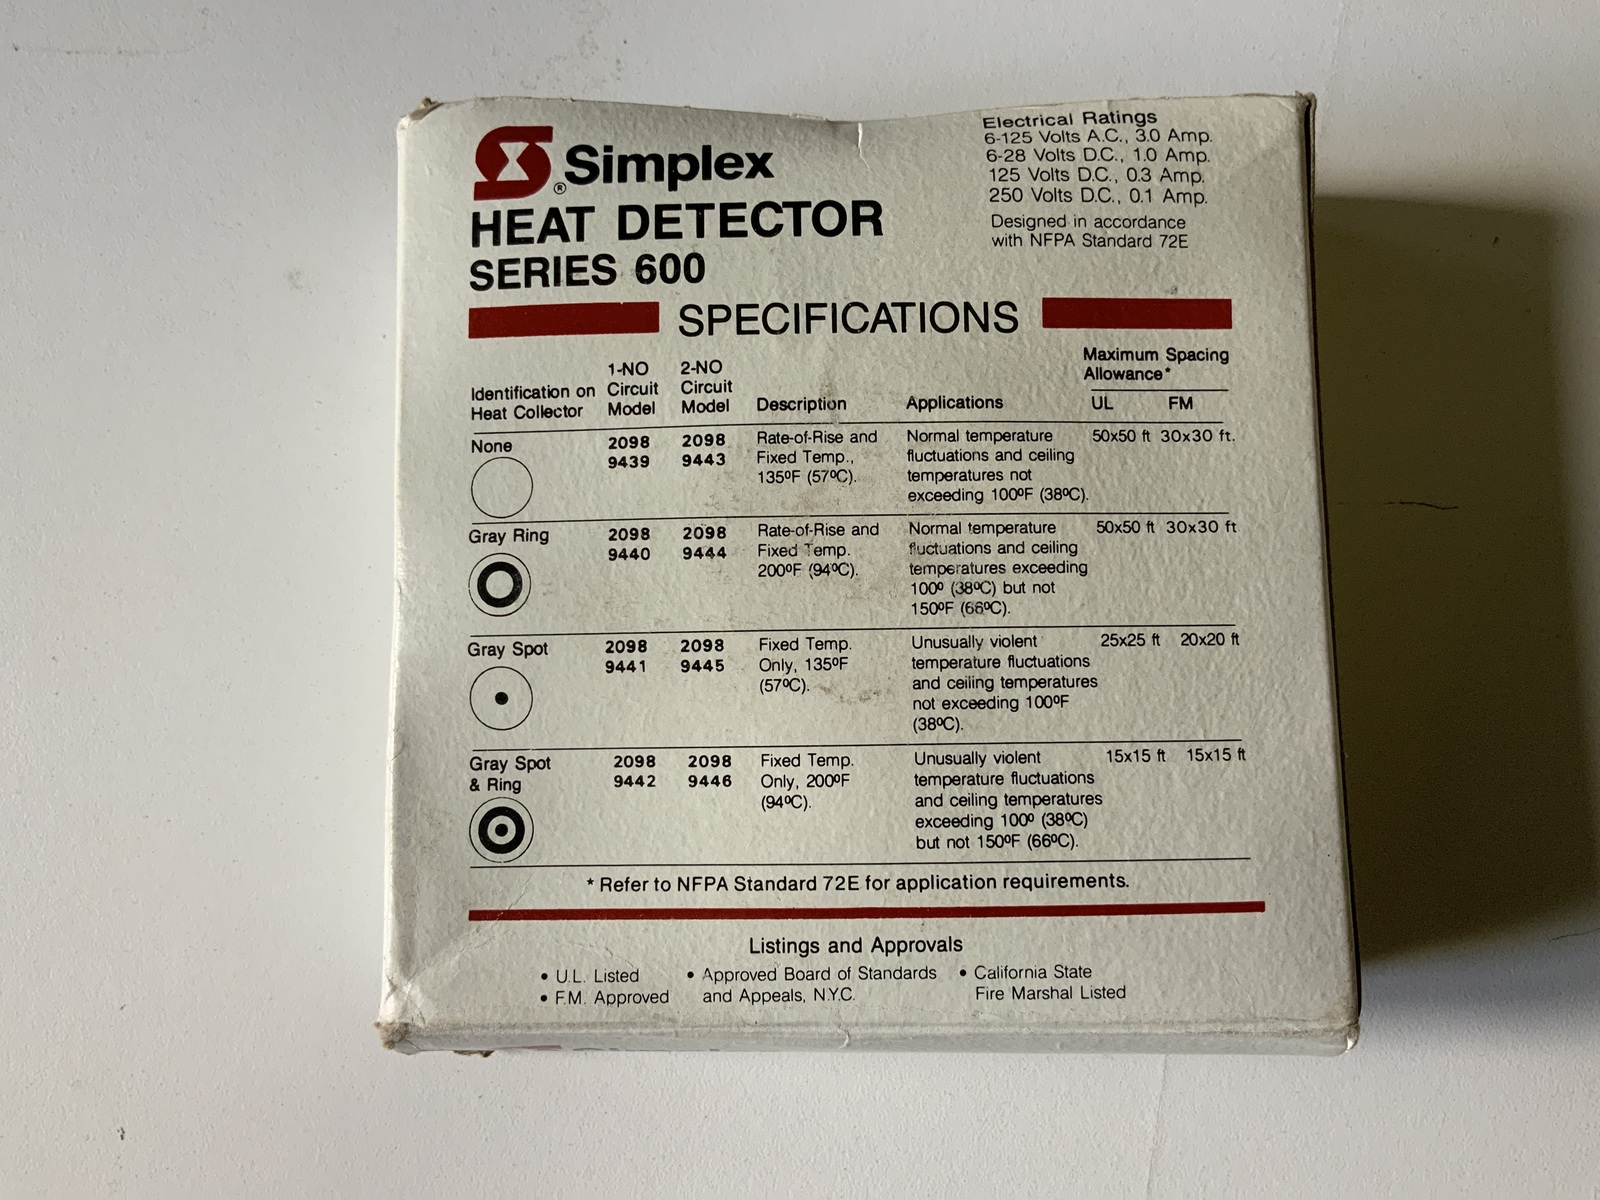 Simplex
®
HEAT DETECTOR
SERIES 600
Electrical Ratings
6-125 Volts A.C., 3.0 Amp.
6-28 Volts D.C., 1.0 Amp.
125 Volts D.C., 0.3 Amp.
250 Volts D.C., 0.1 Amp.
Designed in accordance
with NFPA Standard 72E
SPECIFICATIONS
Identification on
Heat Collector
1-NO
Circuit
Model
2-NO
Circuit
Model
Description
Applications
Maximum Spacing
Allowance*
UL FM
None
2098
9439
2098
9443
Rate-of-Rise and
Fixed Temp.,
135ºF (57ºC).
Normal temperature
fluctuations and ceiling
temperatures not
exceeding 100ºF (38ºC).
50x50 ft 30x30 ft.
Gray Ring
2098
9440
2098
9444
Rate-of-Rise and
Fixed Temp.
200ºF (94ºC).
Normal temperature
fluctuations and ceiling
temperatures exceeding
100º (38ºC) but not
150ºF (66ºC).
50x50 ft 30x30 ft
Gray Spot
2098
9441
2098
9445
Fixed Temp.
Only, 135ºF
(57ºC).
Unusually violent
temperature fluctuations
and ceiling temperatures
not exceeding 100ºF
(38ºC).
25x25 ft 20x20 ft
Gray Spot
& Ring
2098
9442
2098
9446
Fixed Temp.
Only, 200ºF
(94ºC).
Unusually violent
temperature fluctuations
and ceiling temperatures
exceeding 100º (38ºC)
but not 150ºF (66ºC).
15x15 ft 15x15 ft
* Refer to NFPA Standard 72E for application requirements.
Listings and Approvals
• U.L. Listed
• F.M. Approved
• Approved Board of Standards
and Appeals, N.Y.C.
• California State
Fire Marshal Listed